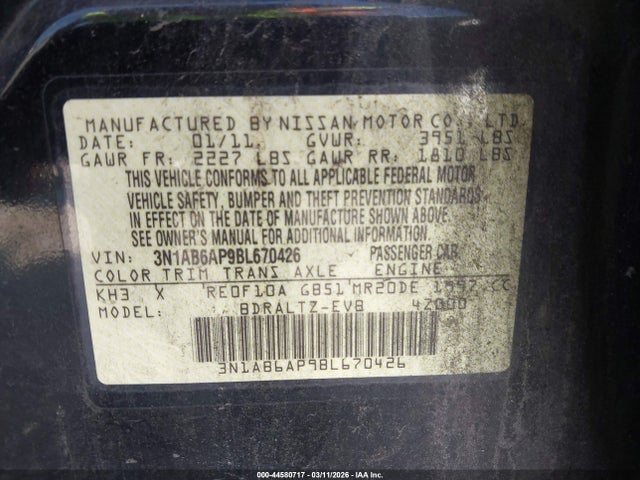 MANUFACTURED BY NISSAN MOTOR CO., LTD.
DATE: 01/11 GVWR: 3951 LBS
GAWR FR: 2227 LBS GAWR RR: 1810 LBS
THIS VEHICLE CONFORMS TO ALL APPLICABLE FEDERAL MOTOR
VEHICLE SAFETY, BUMPER AND THEFT PREVENTION STANDARDS
IN EFFECT ON THE DATE OF MANUFACTURE SHOWN ABOVE.
SEE OWNER'S MANUAL FOR ADDITIONAL INFORMATION.
VIN: 3N1AB6AP9BL670426 PASSENGER CAR
COLOR TRIM TRANS AXLE ENGINE
KH3 X RE0F10A GB51 MR20DE 1997 CC
MODEL: BDRALTZ-EVB 42000
3N1AB6AP9BL670426
000-44580717 — 03/11/2026 - IAA Inc.